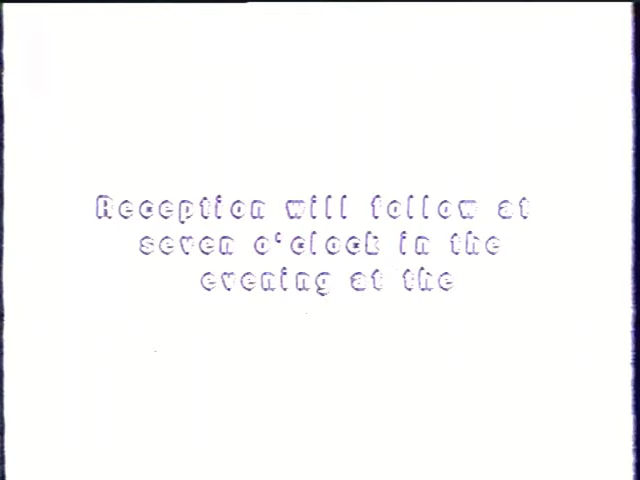 Reception will follow at
seven o'clock in the
evening at the